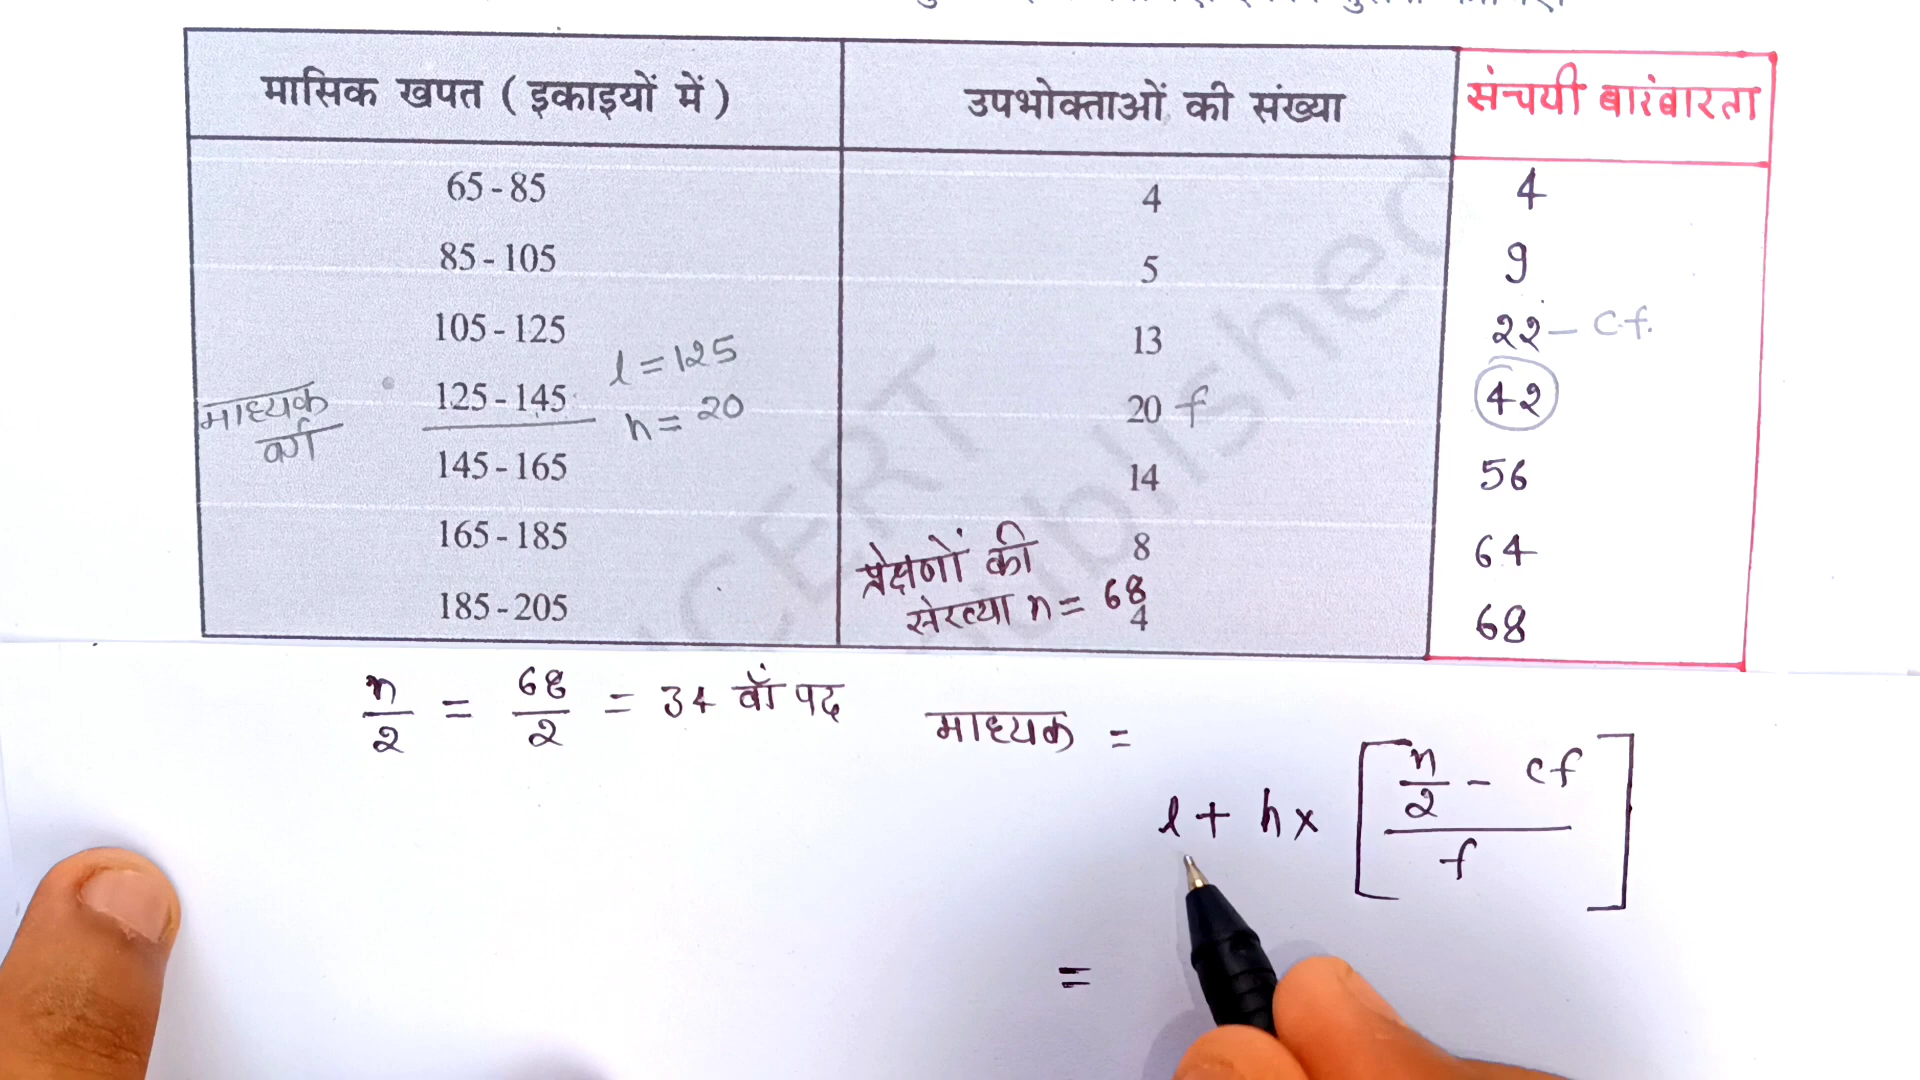 मासिक खपत ( इकाइयों में ) उपभोक्ताओं की संख्या संचयी बारंबारता
65 - 85 4 4
85 - 105 5 9
105 - 125 13 22 - c.f.
l = 125
माध्यक वर्ग 125 - 145 20 f 42
h = 20
145 - 165 14 56
165 - 185 8 64
प्रेक्षणों की
संख्या n = 68
185 - 205 4 68
n/2 = 68/2 = 34 वाँ पद
माध्यक =
l + h x [ (n/2 - cf) / f ]
=